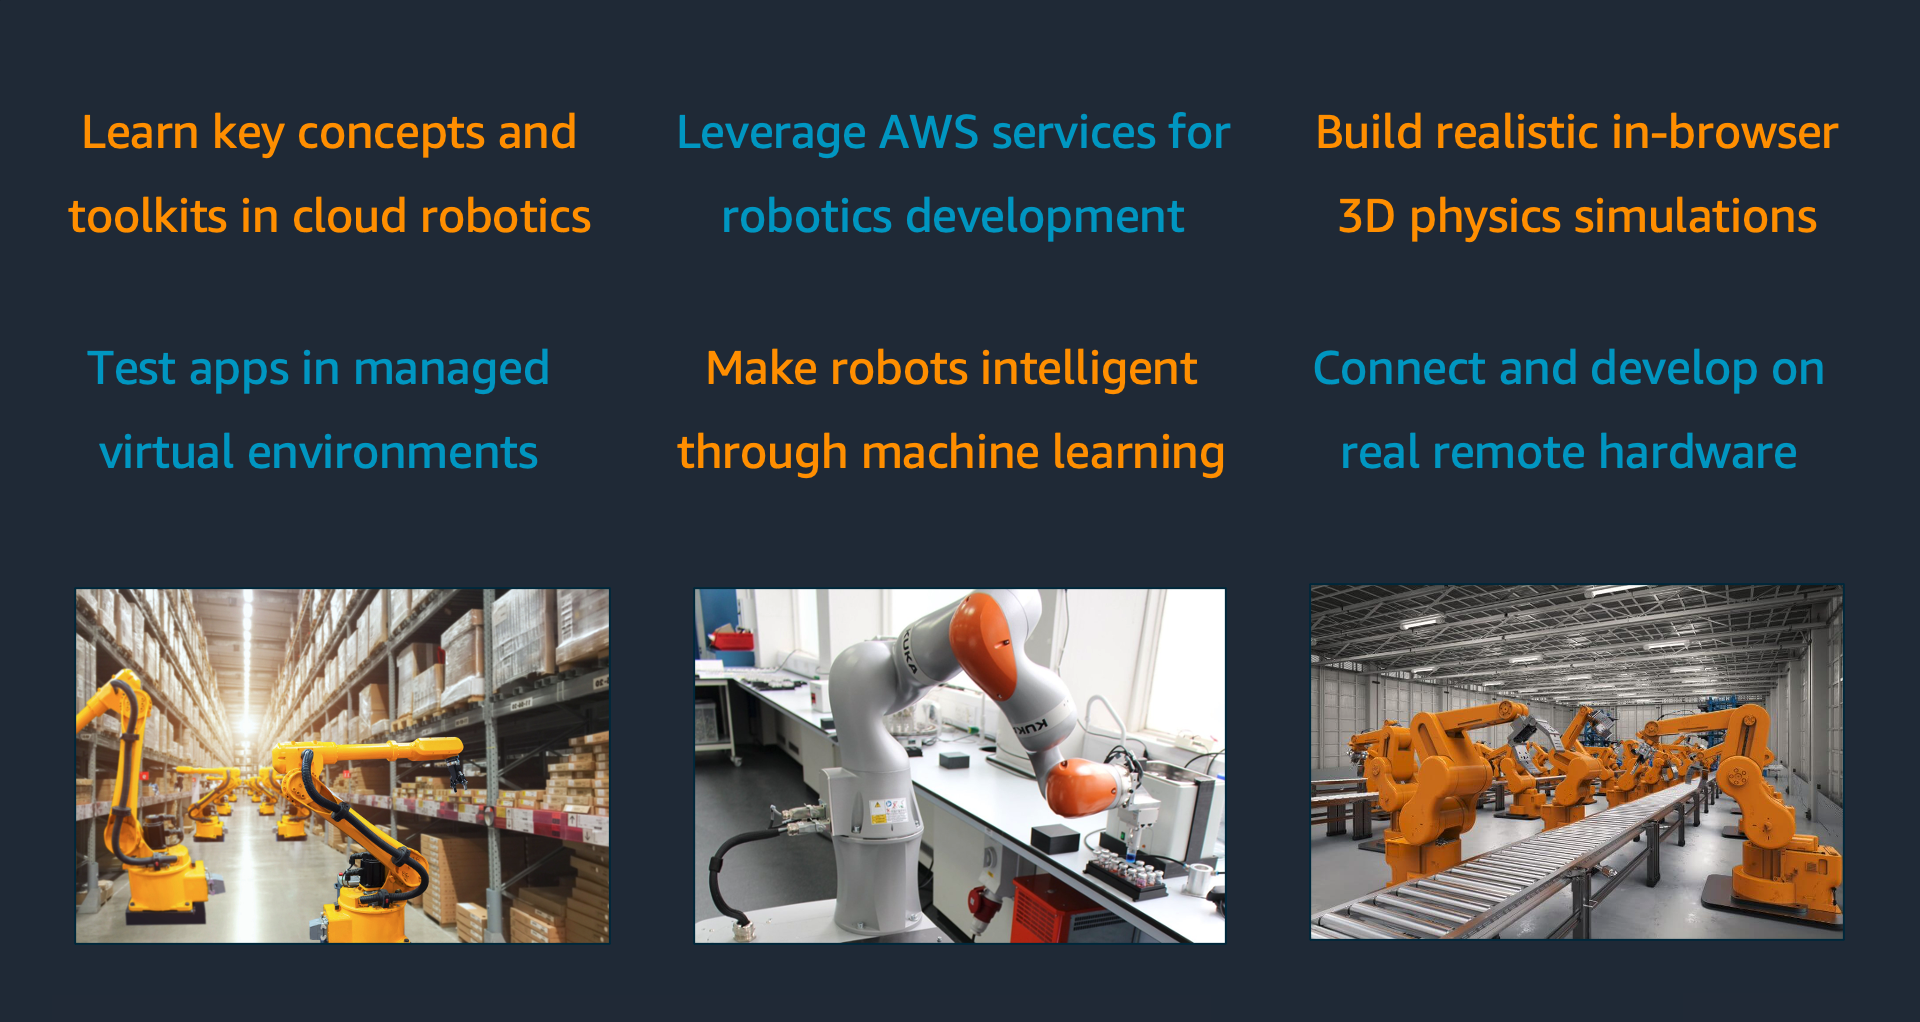 Learn key concepts and
toolkits in cloud robotics
Leverage AWS services for
robotics development
Build realistic in-browser
3D physics simulations
Test apps in managed
virtual environments
Make robots intelligent
through machine learning
Connect and develop on
real remote hardware
KUKA